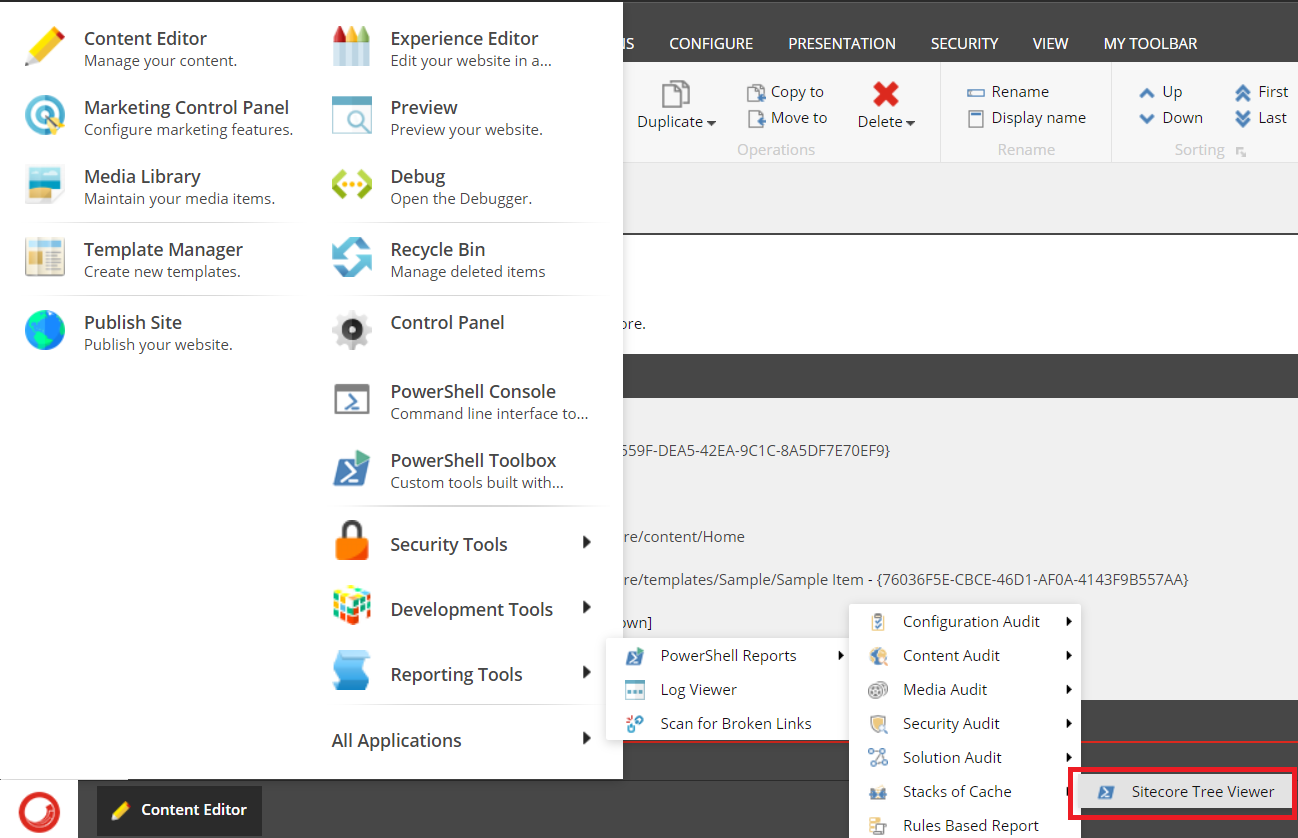 Content Editor
Manage your content.
Marketing Control Panel
Configure marketing features.
Media Library
Maintain your media items.
Template Manager
Create new templates.
Publish Site
Publish your website.
Experience Editor
Edit your website in a...
Preview
Preview your website.
Debug
Open the Debugger.
Recycle Bin
Manage deleted items
Control Panel
PowerShell Console
Command line interface to...
PowerShell Toolbox
Custom tools built with...
Security Tools
Development Tools
Reporting Tools
All Applications
NS CONFIGURE PRESENTATION SECURITY VIEW MY TOOLBAR
Duplicate
Copy to
Move to
Delete
Operations
Rename
Display name
Rename
Up
Down
First
Last
Sorting
ore.
559F-DEA5-42EA-9C1C-8A5DF7E70EF9}
re/content/Home
re/templates/Sample/Sample Item - {76036F5E-CBCE-46D1-AF0A-4143F9B557AA}
own]
PowerShell Reports
Log Viewer
Scan for Broken Links
Configuration Audit
Content Audit
Media Audit
Security Audit
Solution Audit
Stacks of Cache
Rules Based Report
Sitecore Tree Viewer
Content Editor